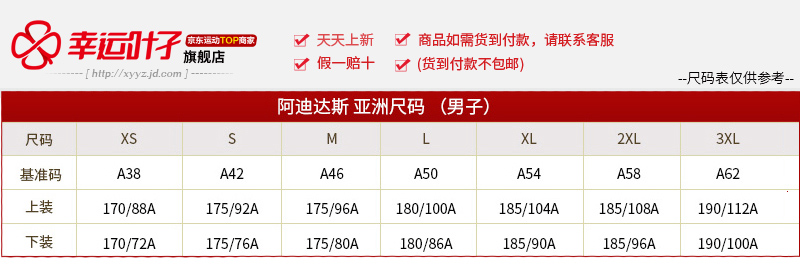 幸运叶子 京东运动TOP商家
旗舰店
[ http://xyyz.jd.com ]
天天上新
商品如需货到付款，请联系客服
假一赔十
(货到付款不包邮)
--尺码表仅供参考--
阿迪达斯 亚洲尺码 （男子）
尺码 XS S M L XL 2XL 3XL
基准码 A38 A42 A46 A50 A54 A58 A62
上装 170/88A 175/92A 175/96A 180/100A 185/104A 185/108A 190/112A
下装 170/72A 175/76A 175/80A 180/86A 185/90A 185/96A 190/100A